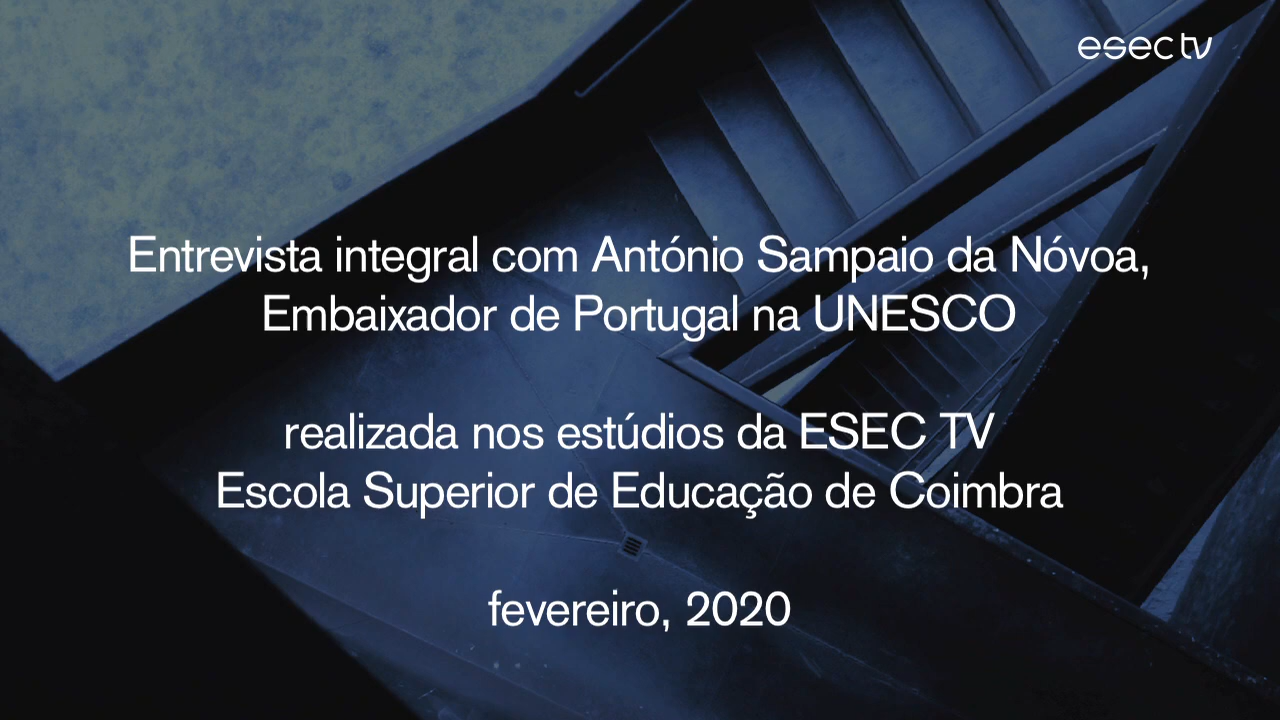 esec tv
Entrevista integral com António Sampaio da Nóvoa,
Embaixador de Portugal na UNESCO
realizada nos estúdios da ESEC TV
Escola Superior de Educação de Coimbra
fevereiro, 2020